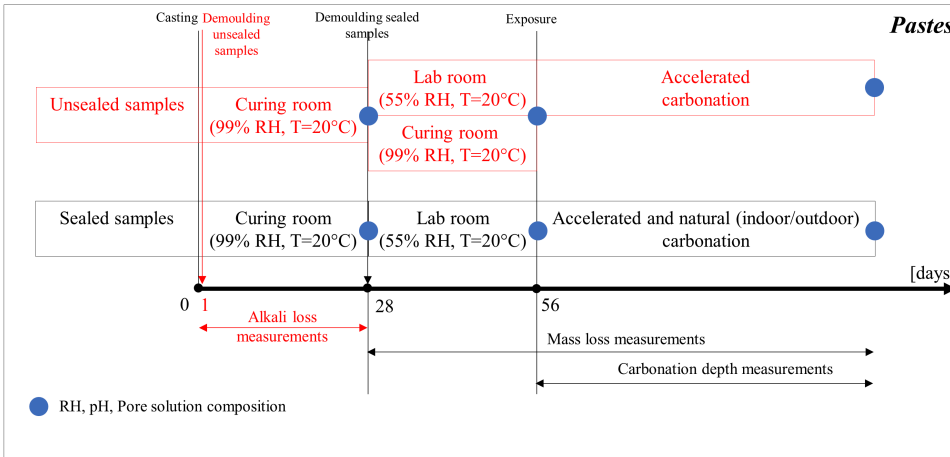 Pastes
Casting
Demoulding
unsealed
samples
Demoulding sealed
samples
Exposure
Unsealed samples
Curing room
(99% RH, T=20°C)
Lab room
(55% RH, T=20°C)
Curing room
(99% RH, T=20°C)
Accelerated
carbonation
Sealed samples
Curing room
(99% RH, T=20°C)
Lab room
(55% RH, T=20°C)
Accelerated and natural (indoor/outdoor)
carbonation
[days
0
1
28
56
Alkali loss
measurements
Mass loss measurements
Carbonation depth measurements
RH, pH, Pore solution composition